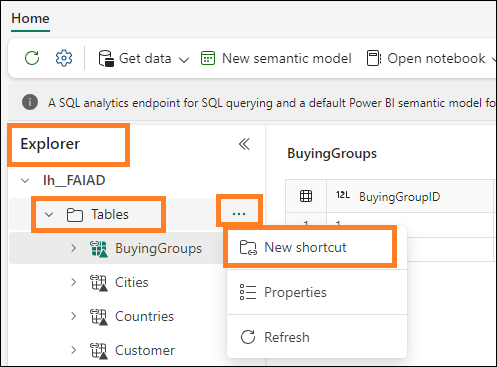 Home
Get data
New semantic model
Open notebook
A SQL analytics endpoint for SQL querying and a default Power BI semantic model fo
Explorer
lh__FAIAD
Tables
...
BuyingGroups
Cities
Countries
Customer
New shortcut
Properties
Refresh
BuyingGroups
12L BuyingGroupID
1 1